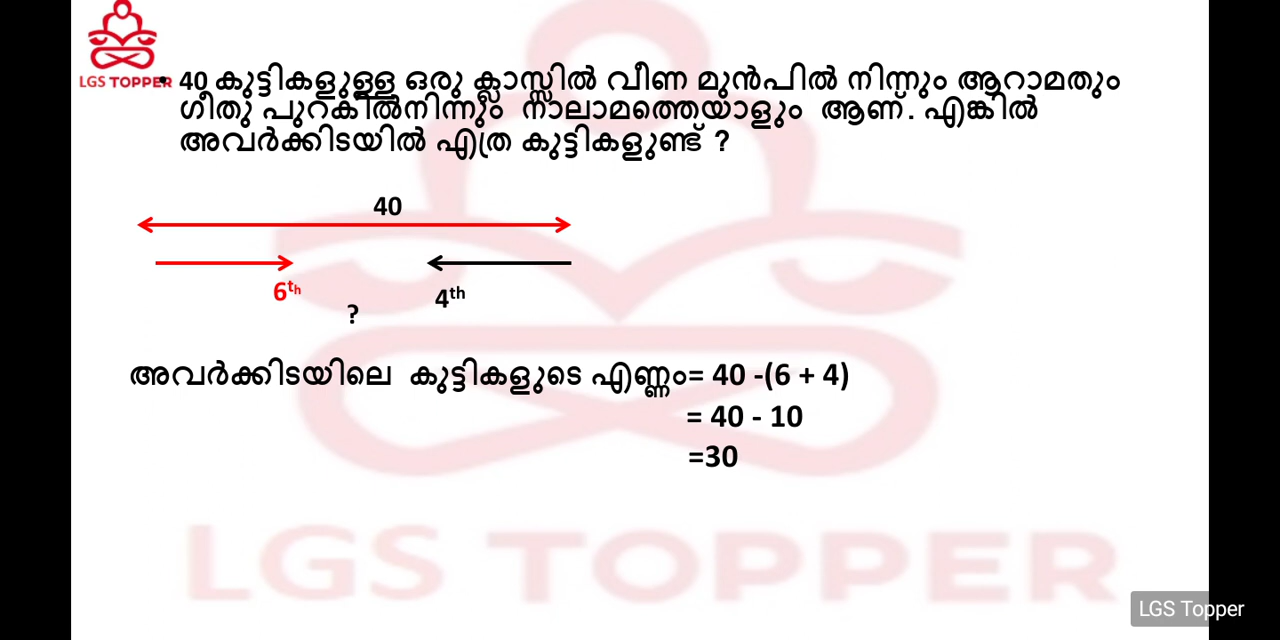 LGS TOPPER
• 40 കുട്ടികളുള്ള ഒരു ക്ലാസ്സിൽ വീണ മുൻപിൽ നിന്നും ആറാമതും
ഗീതു പുറകിൽനിന്നും നാലാമത്തെയാളും ആണ്. എങ്കിൽ
അവർക്കിടയിൽ എത്ര കുട്ടികളുണ്ട് ?
40
6th
4th
?
അവർക്കിടയിലെ കുട്ടികളുടെ എണ്ണം= 40 -(6 + 4)
= 40 - 10
=30
LGS TOPPER
LGS Topper